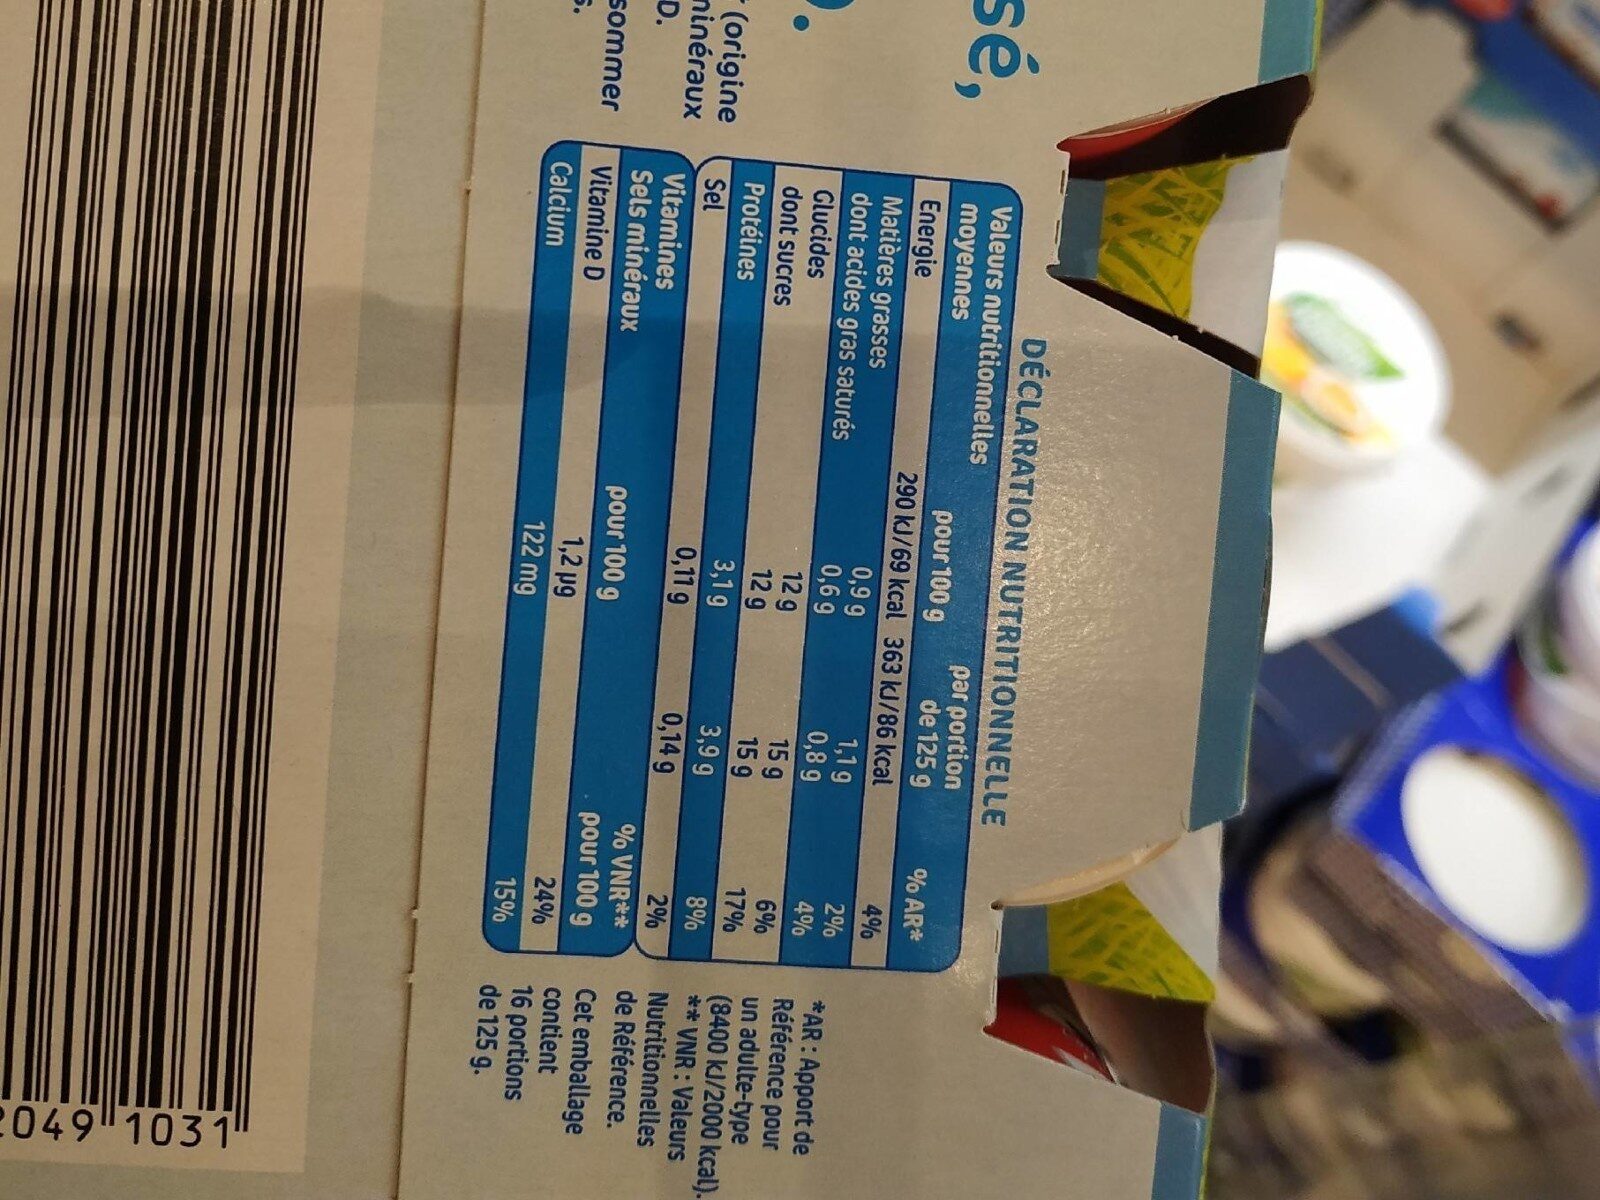 sé,
(origine
minéraux
D.
sommer
DÉCLARATION NUTRITIONNELLE
Valeurs nutritionnelles moyennes pour 100 g par portion de 125 g % AR*
Energie 290 kJ/69 kcal 363 kJ/86 kcal 4%
Matières grasses 0,9 g 1,1 g 2%
dont acides gras saturés 0,6 g 0,8 g 4%
Glucides 12 g 15 g 6%
dont sucres 12 g 15 g 17%
Protéines 3,1 g 3,9 g 8%
Sel 0,11 g 0,14 g 2%
Vitamines Sels minéraux pour 100 g % VNR** pour 100 g
Vitamine D 1,2 µg 24%
Calcium 122 mg 15%
*AR : Apport de
Référence pour
un adulte-type
(8400 kJ/2000 kcal).
** VNR : Valeurs
Nutritionnelles
de Référence.
Cet emballage
contient
16 portions
de 125 g.
2049 1031